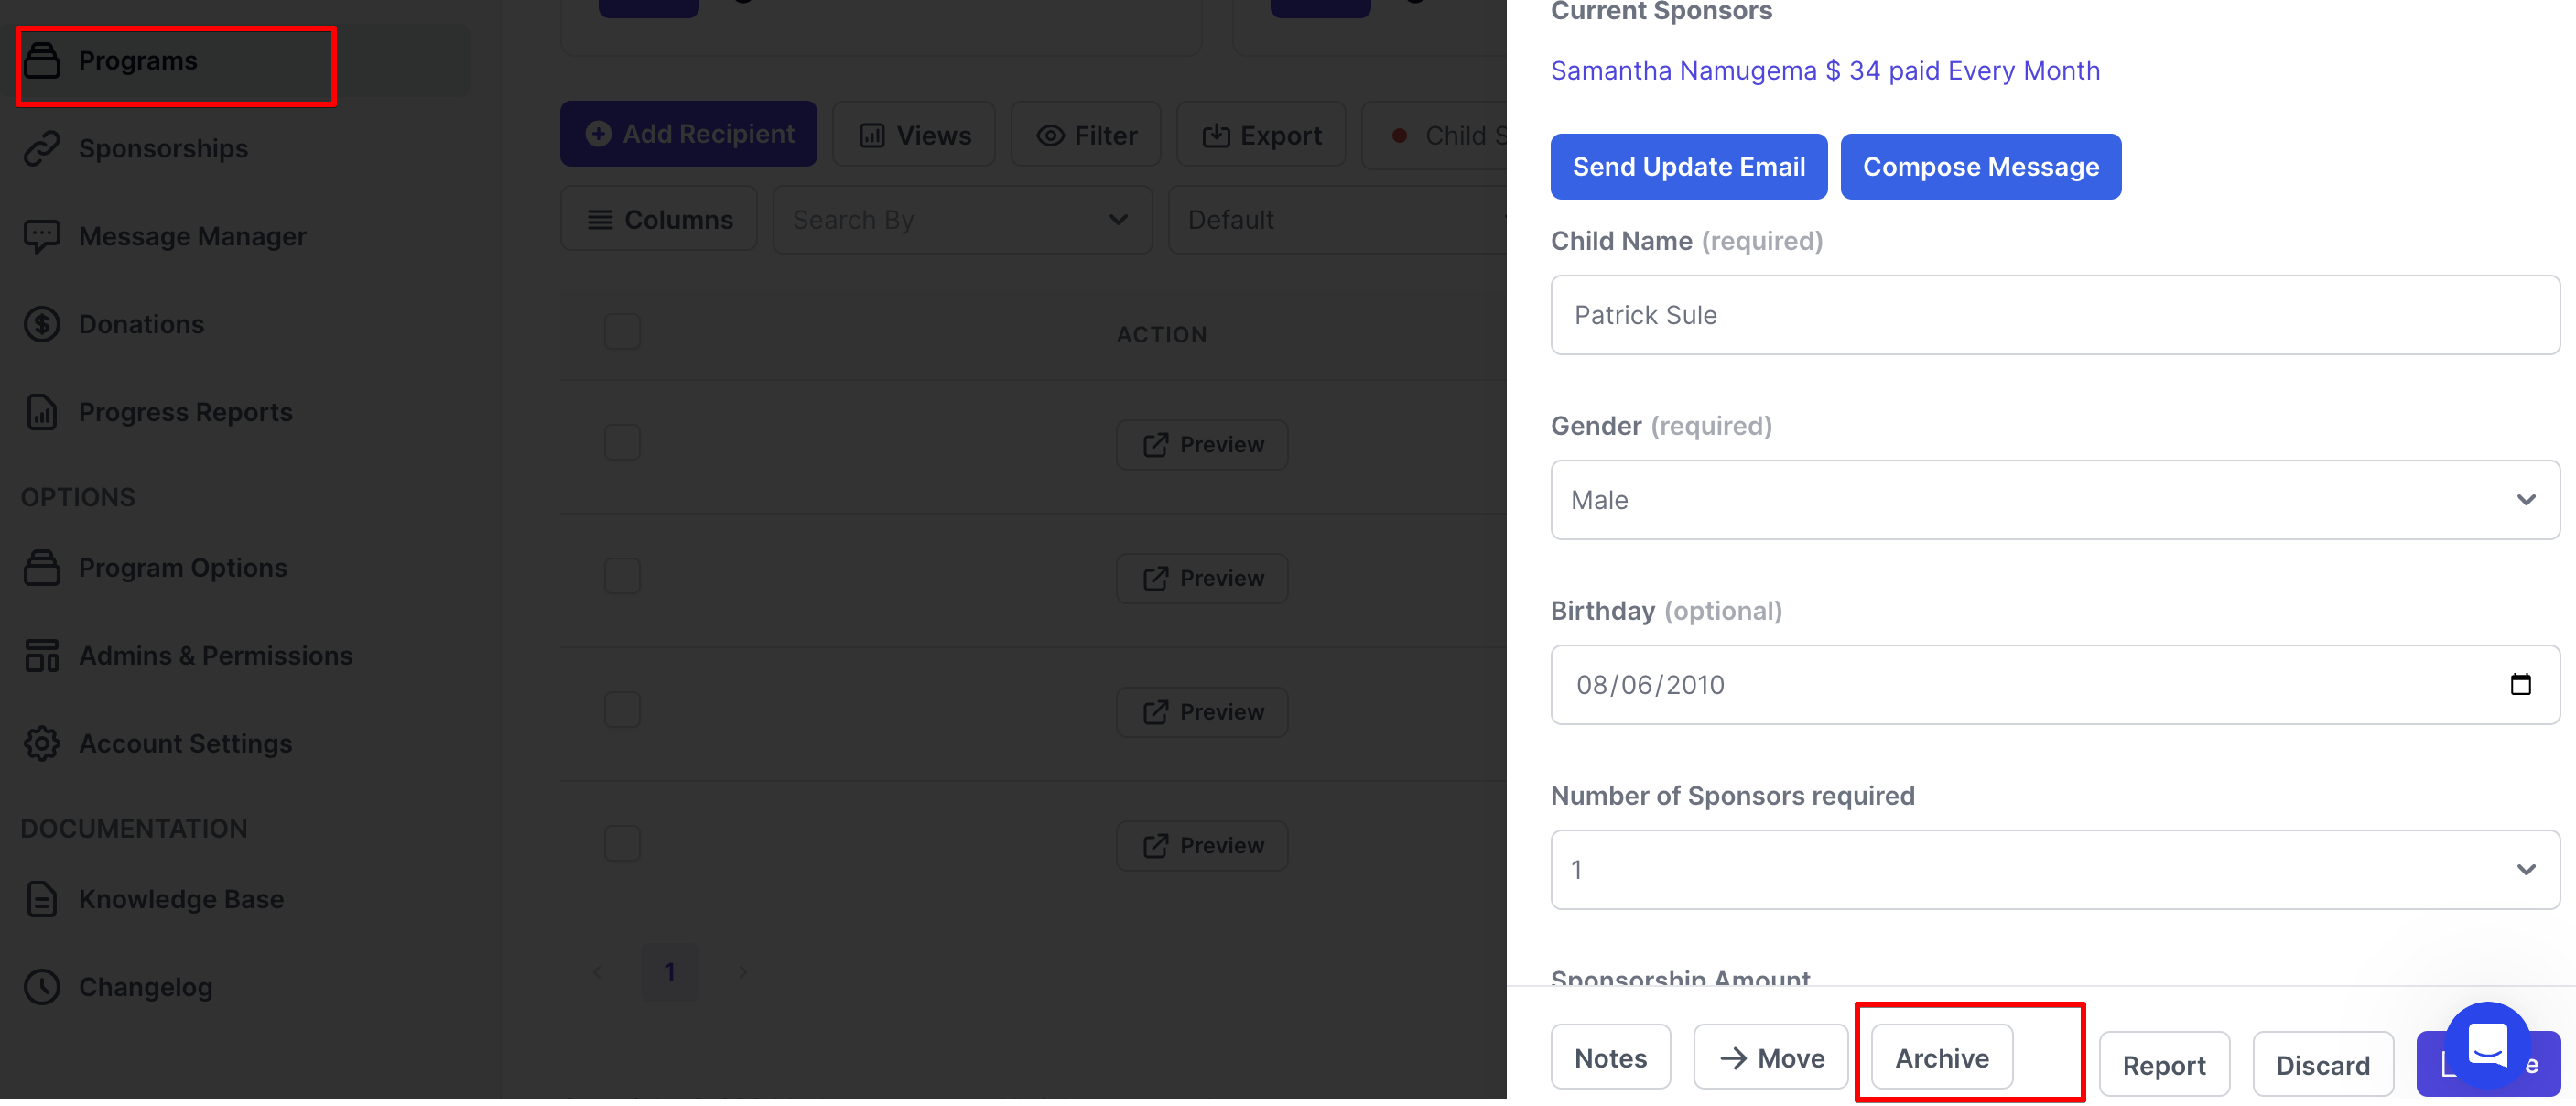 Programs
Sponsorships
Message Manager
Donations
Progress Reports
OPTIONS
Program Options
Admins & Permissions
Account Settings
DOCUMENTATION
Knowledge Base
Changelog
Add Recipient
Views
Filter
Export
Child S
Columns
Search By
Default
ACTION
Preview
Preview
Preview
Preview
1
Current Sponsors
Samantha Namugema $ 34 paid Every Month
Send Update Email
Compose Message
Child Name (required)
Patrick Sule
Gender (required)
Male
Birthday (optional)
08/06/2010
Number of Sponsors required
1
Sponsorship Amount
Notes
Move
Archive
Report
Discard